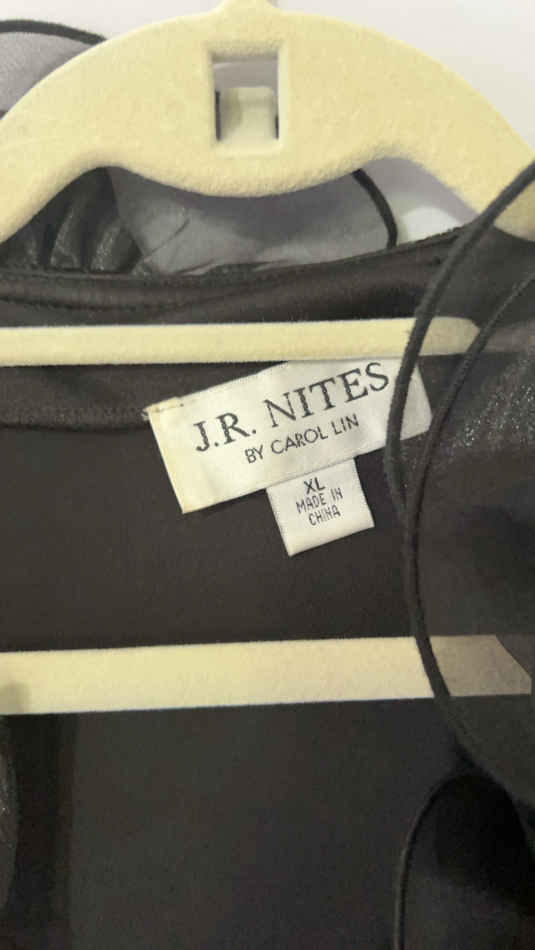 J.R. NITES
BY CAROL LIN
XL
MADE IN
CHINA